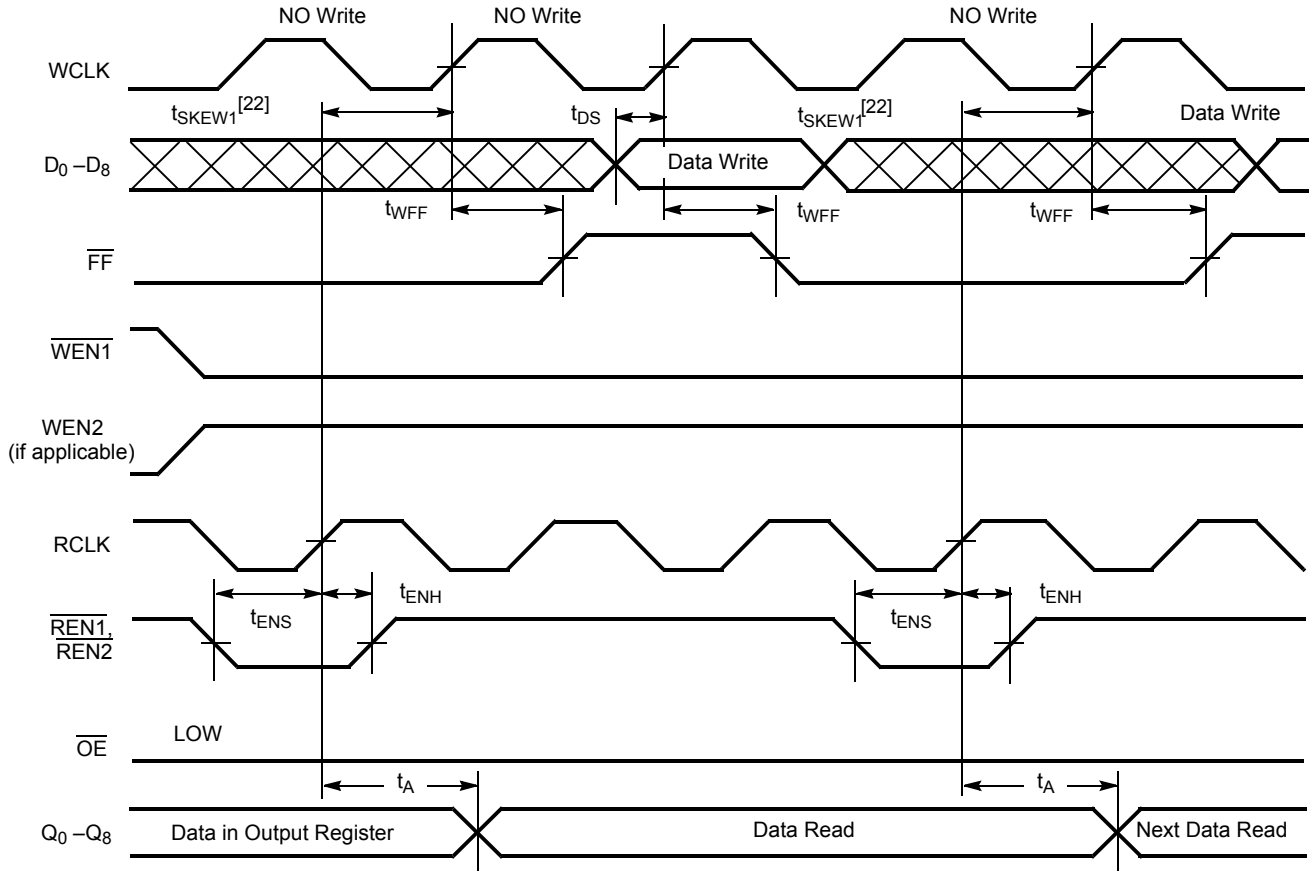 NO Write NO Write NO Write
WCLK
tSKEW1[22] tDS tSKEW1[22] Data Write
D0 –D8 Data Write
tWFF tWFF tWFF
FF
WEN1
WEN2
(if applicable)
RCLK
tENS tENH tENS tENH
REN1,
REN2
LOW
OE
tA tA
Q0 –Q8 Data in Output Register Data Read Next Data Read